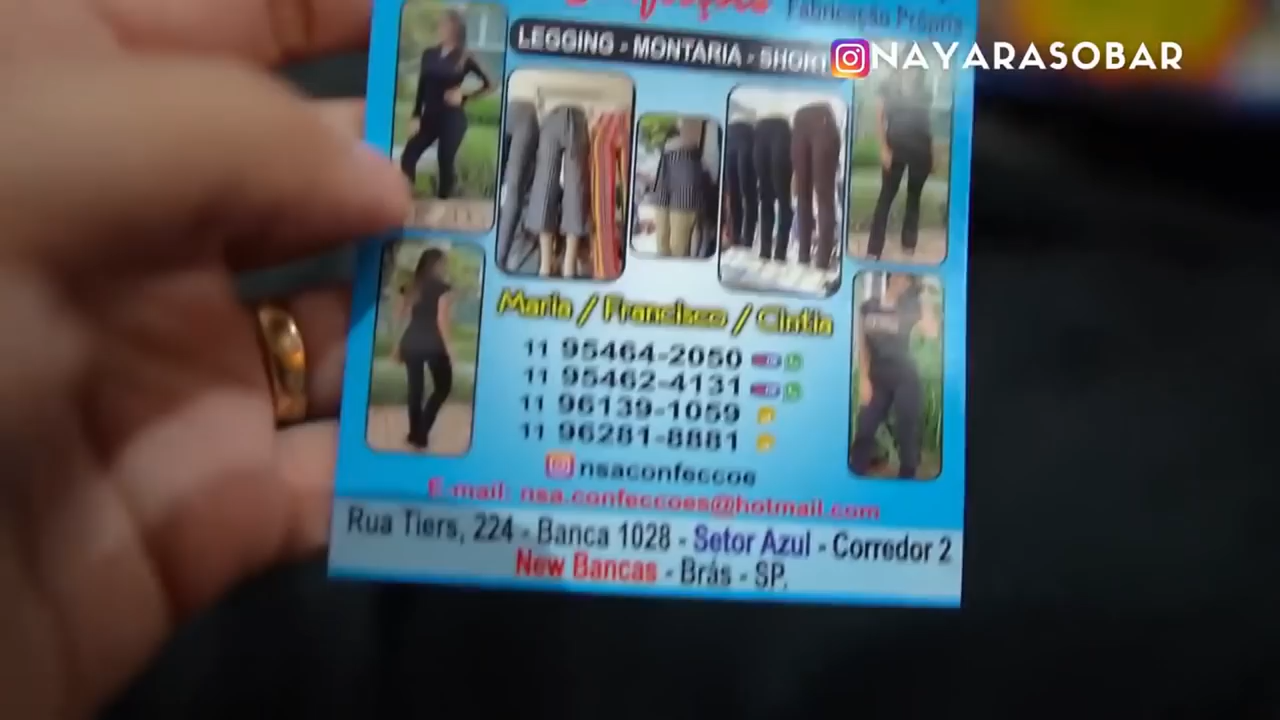 Fabricação Própria
LEGGING - MONTARIA - SHORT
NAYARASOBAR
Maria / Francisco / Cintia
11 95464-2050
11 95462-4131
11 96139-1059
11 96281-8881
nsaconfeccoe
E-mail: nsa.confeccoes@hotmail.com
Rua Tiers, 224 - Banca 1028 - Setor Azul - Corredor 2
New Bancas - Brás - SP.